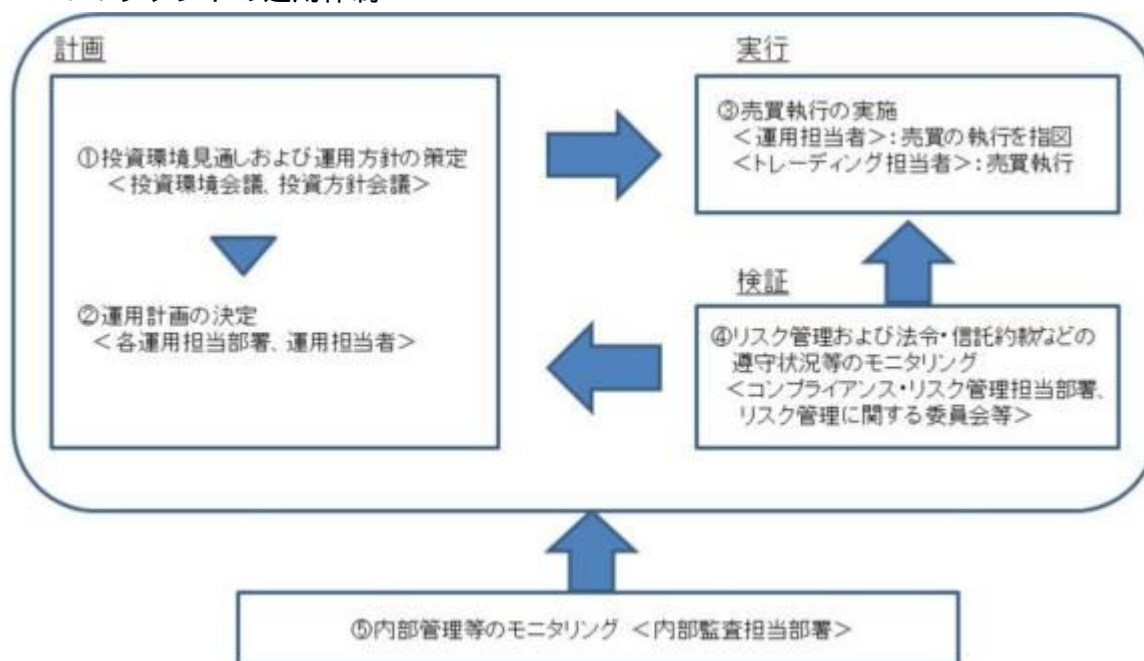 計画
①投資環境見通しおよび運用方針の策定
＜投資環境会議、投資方針会議＞
②運用計画の決定
＜各運用担当部署、運用担当者＞
実行
③売買執行の実施
＜運用担当者＞：売買の執行を指図
＜トレーディング担当者＞：売買執行
検証
④リスク管理および法令・信託約款などの
遵守状況等のモニタリング
＜コンプライアンス・リスク管理担当部署、
リスク管理に関する委員会等＞
⑤内部管理等のモニタリング ＜内部監査担当部署＞